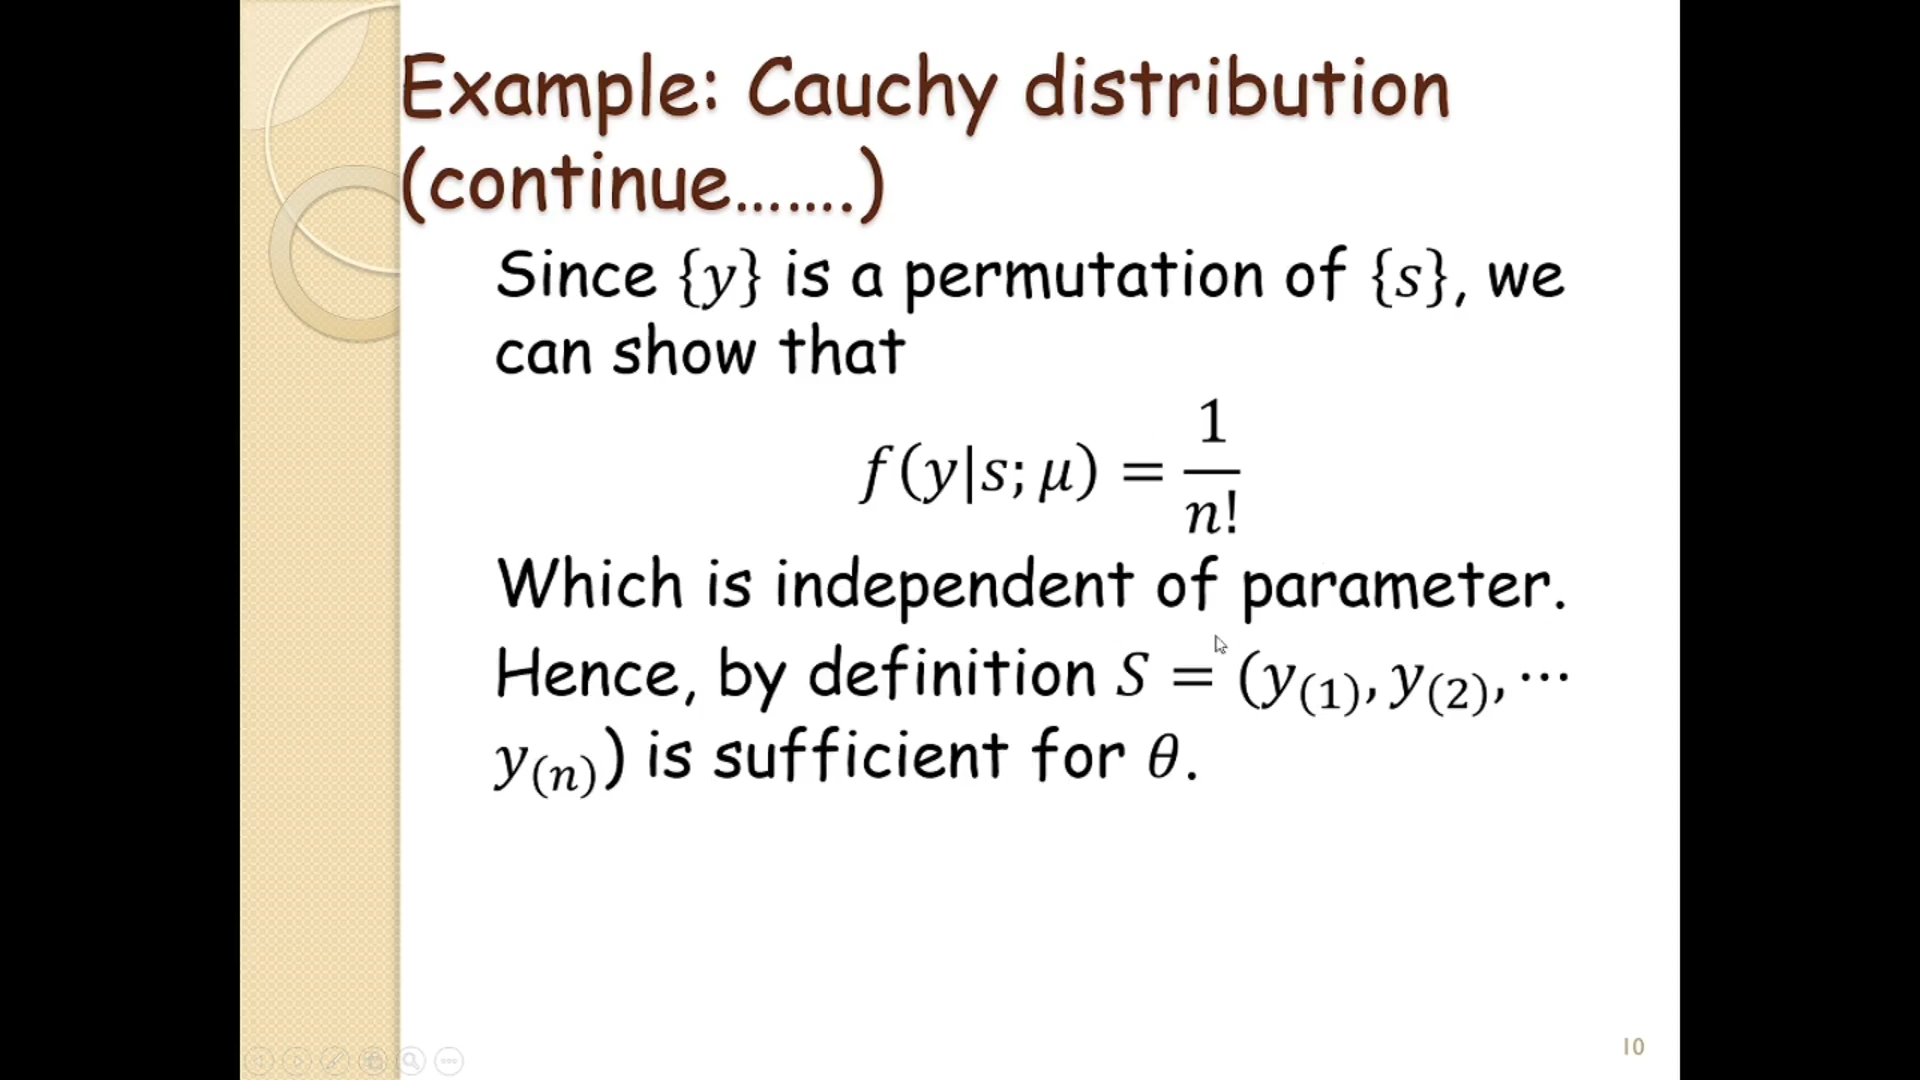 Example: Cauchy distribution
(continue.......)
Since {y} is a permutation of {s}, we
can show that
f(y|s; μ) = 1/n!
Which is independent of parameter.
Hence, by definition S = (y₍₁₎, y₍₂₎, ⋯
y₍ₙ₎) is sufficient for θ.
10